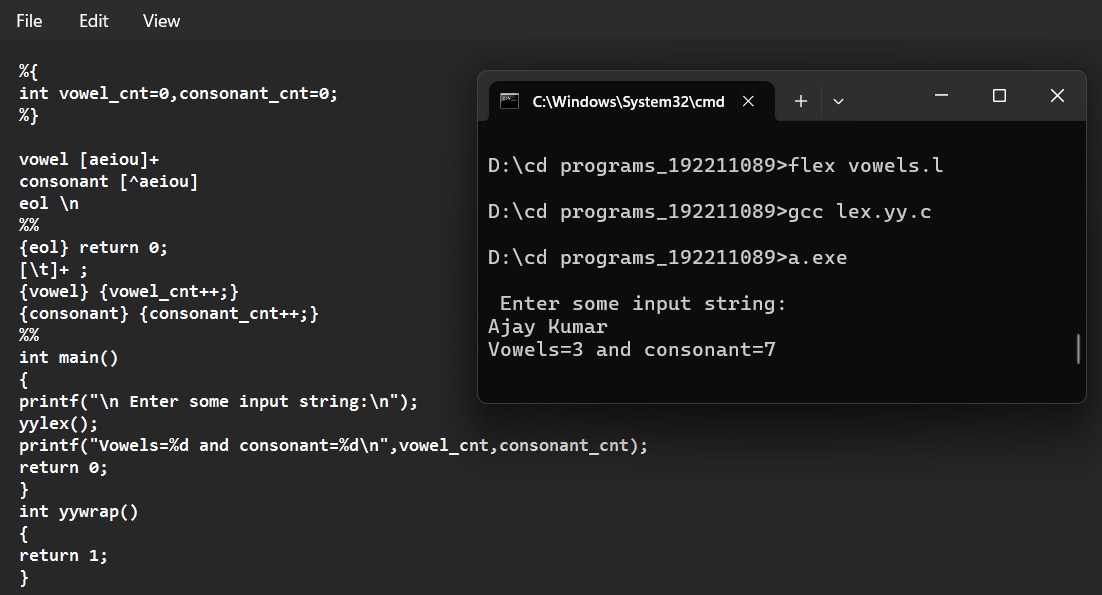 File Edit View
%{
int vowel_cnt=0,consonant_cnt=0;
%}
vowel [aeiou]+
consonant [^aeiou]
eol \n
%%
{eol} return 0;
[\t]+ ;
{vowel} {vowel_cnt++;}
{consonant} {consonant_cnt++;}
%%
int main()
{
printf("\n Enter some input string:\n");
yylex();
printf("Vowels=%d and consonant=%d\n",vowel_cnt,consonant_cnt);
return 0;
}
int yywrap()
{
return 1;
}
C:\Windows\System32\cmd
D:\cd programs_192211089>flex vowels.l
D:\cd programs_192211089>gcc lex.yy.c
D:\cd programs_192211089>a.exe
Enter some input string:
Ajay Kumar
Vowels=3 and consonant=7